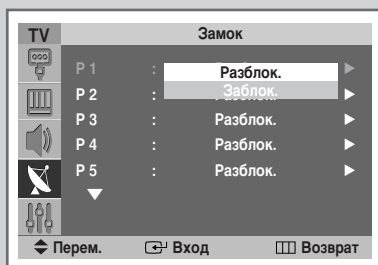 TV Замок
P 1 : Разблок.
Заблок.
P 2 :
P 3 : Разблок.
P 4 : Разблок.
P 5 : Разблок.
Перем. Вход Возврат